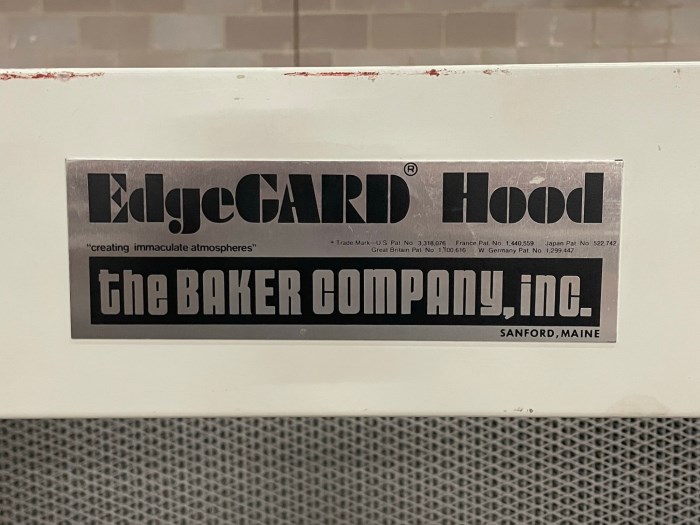 EdgeGARD® Hood
"creating immaculate atmospheres"
* Trade Mark-U.S. Pat. No. 3,318,076 France Pat. No. 1,440,559 Japan Pat. No. 522,742
Great Britain Pat. No. 1,100,616 W. Germany Pat. No. 1,299,447
the BAKER COMPANY, inc.
SANFORD, MAINE